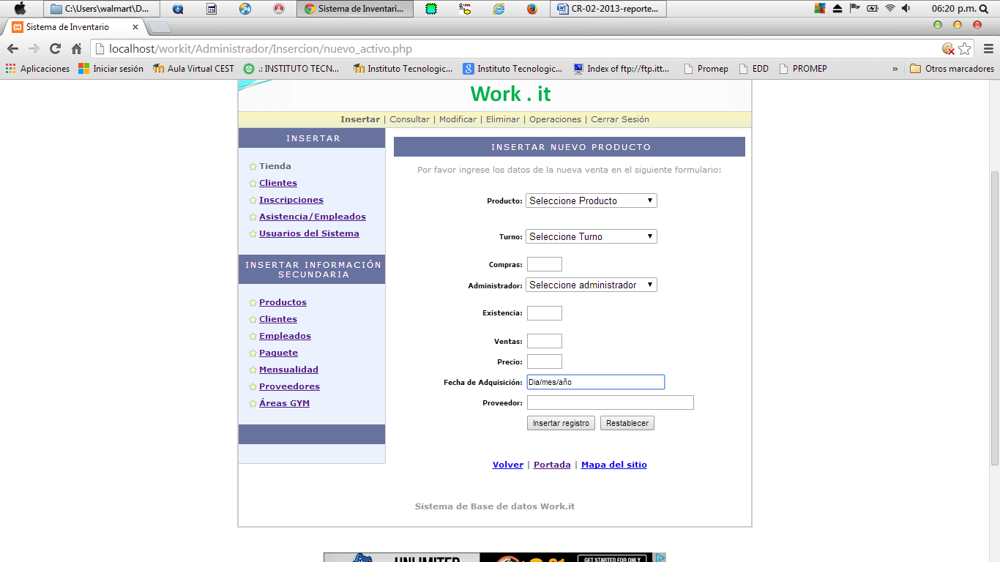 C:\Users\walmart\D...
Sistema de Inventari...
UML
CR-02-2013-reporte...
06:20 p.m.
Sistema de Inventario
localhost/workit/Administrador/Insercion/nuevo_activo.php
Aplicaciones
Iniciar sesión
Aula Virtual CEST
.: INSTITUTO TECN...
Instituto Tecnologic...
Instituto Tecnologic...
Index of ftp://ftp.itt...
Promep
EDD
PROMEP
»
Otros marcadores
Work . it
Insertar | Consultar | Modificar | Eliminar | Operaciones | Cerrar Sesión
INSERTAR
Tienda
Clientes
Inscripciones
Asistencia/Empleados
Usuarios del Sistema
INSERTAR INFORMACIÓN
SECUNDARIA
Productos
Clientes
Empleados
Paquete
Mensualidad
Proveedores
Áreas GYM
INSERTAR NUEVO PRODUCTO
Por favor ingrese los datos de la nueva venta en el siguiente formulario:
Producto: Seleccione Producto
Turno: Seleccione Turno
Compras:
Administrador: Seleccione administrador
Existencia:
Ventas:
Precio:
Fecha de Adquisición: Dia/mes/año
Proveedor:
Insertar registro Restablecer
Volver | Portada | Mapa del sitio
Sistema de Base de datos Work.it
UNLIMITED
GET STARTED FOR ONLY